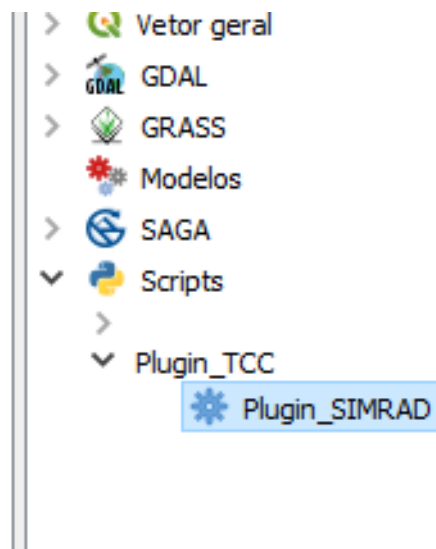 Vetor geral
GDAL
GRASS
Modelos
SAGA
Scripts
Plugin_TCC
Plugin_SIMRAD